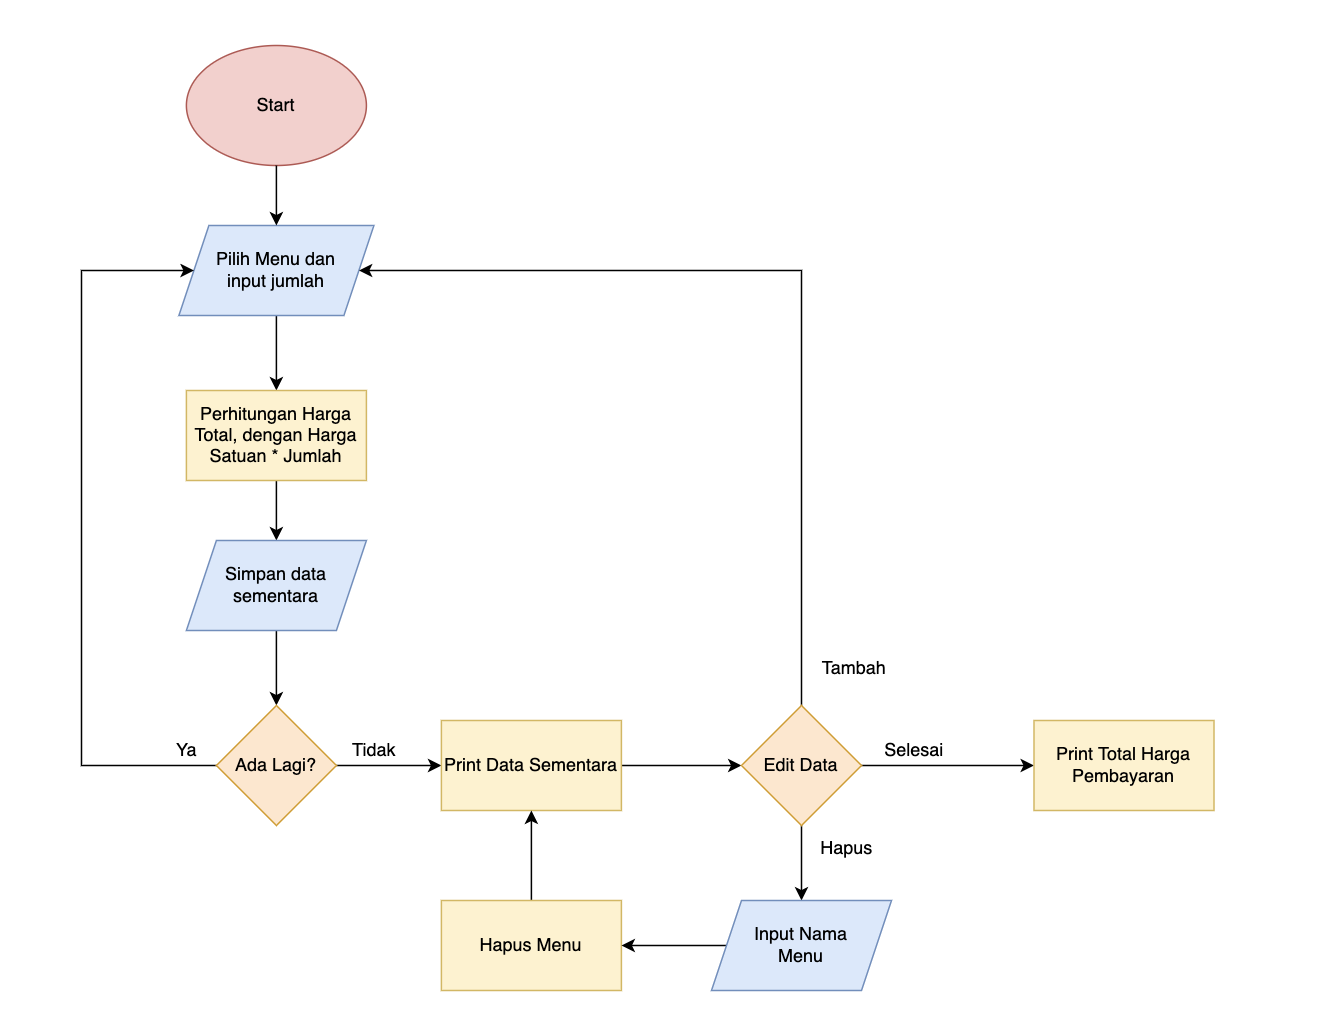 Start
Pilih Menu dan
input jumlah
Perhitungan Harga
Total, dengan Harga
Satuan * Jumlah
Simpan data
sementara
Tambah
Ya
Ada Lagi?
Tidak
Print Data Sementara
Edit Data
Selesai
Print Total Harga
Pembayaran
Hapus
Hapus Menu
Input Nama
Menu